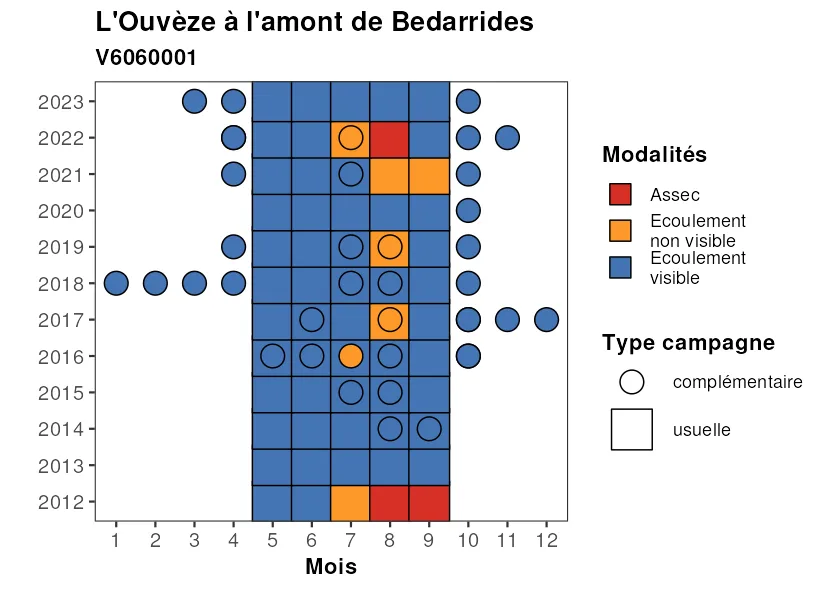 L'Ouvèze à l'amont de Bedarrides
V6060001
2023
2022
2021
2020
2019
2018
2017
2016
2015
2014
2013
2012
1 2 3 4 5 6 7 8 9 10 11 12
Mois
Modalités
Assec
Ecoulement
non visible
Ecoulement
visible
Type campagne
complémentaire
usuelle